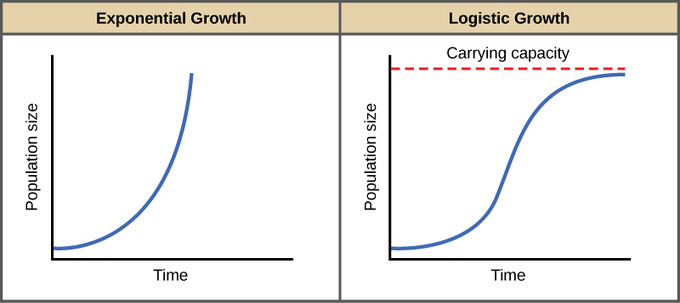 Exponential Growth
Population size
Time
Logistic Growth
Carrying capacity
Population size
Time